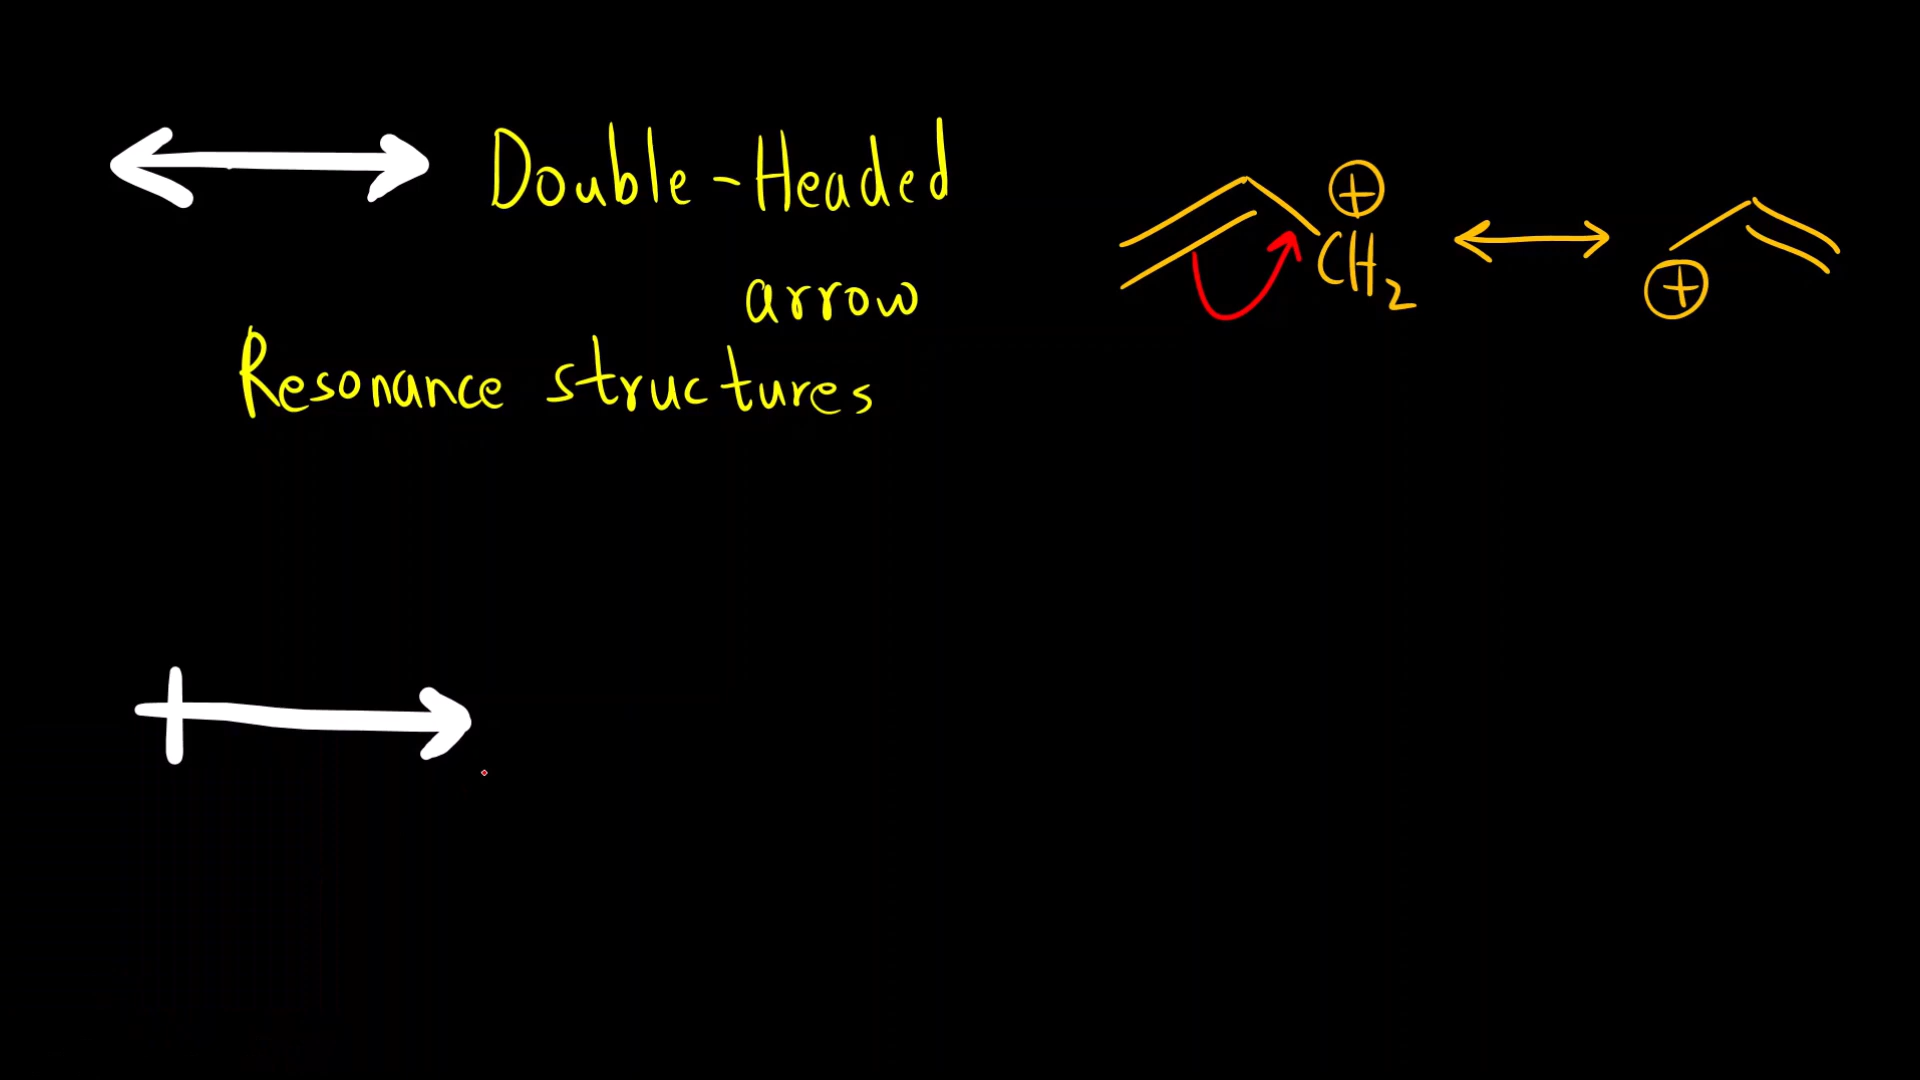 Double-Headed
arrow
Resonance structures
⊕
CH₂
⊕